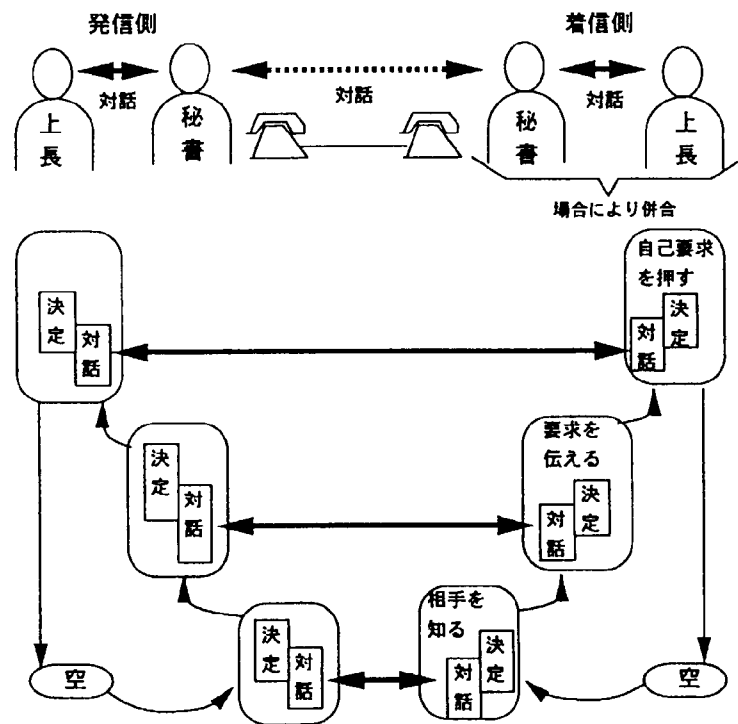 発信側
着信側
対話
対話
対話
上長
秘書
秘書
上長
場合により併合
決定
対話
自己要求
を押す
対話
決定
決定
対話
要求を
伝える
対話
決定
決定
対話
相手を
知る
対話
決定
空
空